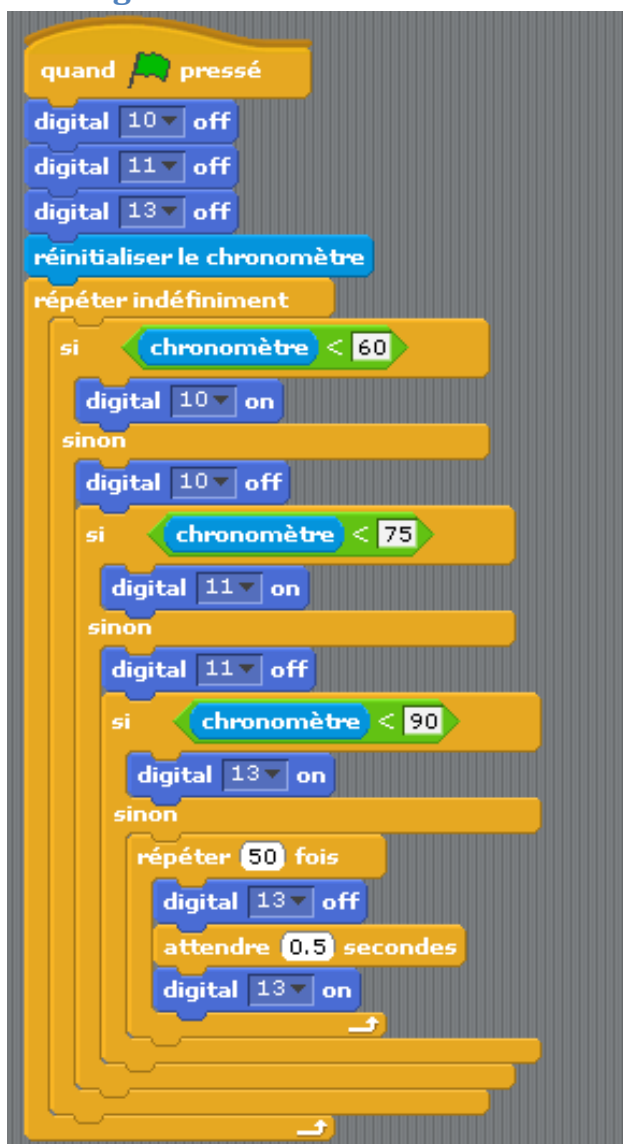 quand pressé
digital 10 off
digital 11 off
digital 13 off
réinitialiser le chronomètre
répéter indéfiniment
si chronomètre < 60
digital 10 on
sinon
digital 10 off
si chronomètre < 75
digital 11 on
sinon
digital 11 off
si chronomètre < 90
digital 13 on
sinon
répéter 50 fois
digital 13 off
attendre 0.5 secondes
digital 13 on